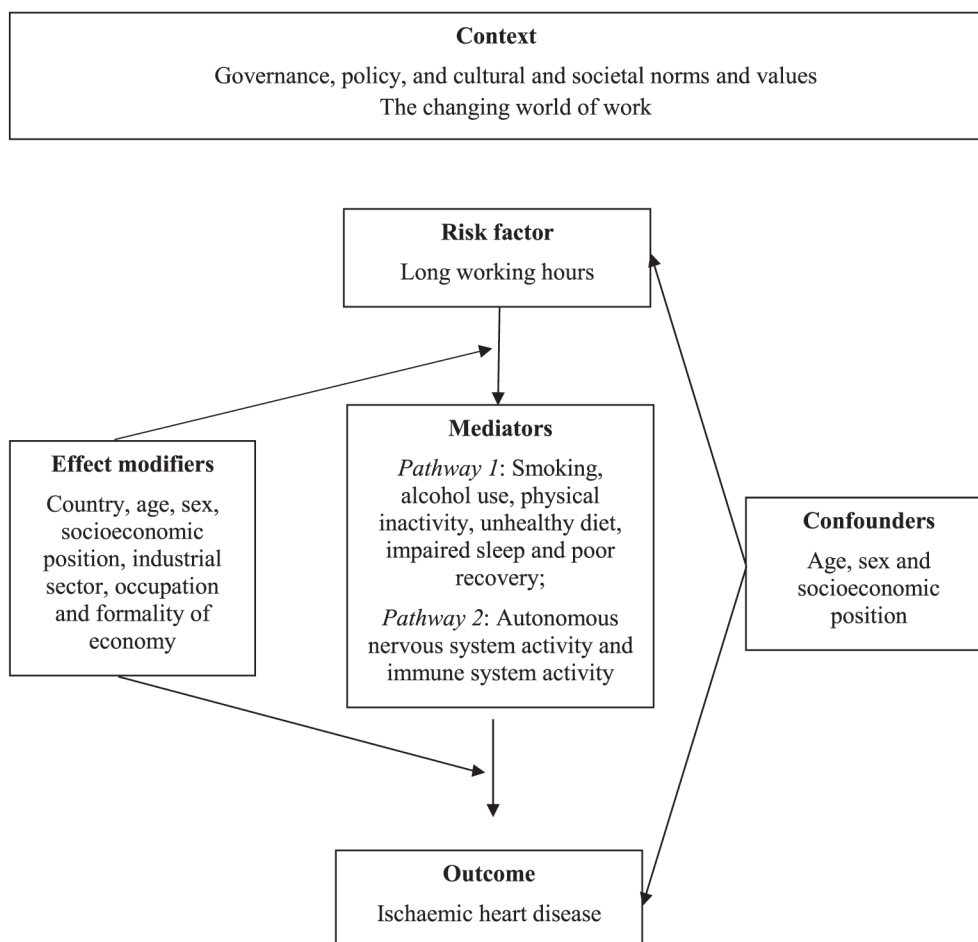 Context
Governance, policy, and cultural and societal norms and values
The changing world of work
Risk factor
Long working hours
Effect modifiers
Country, age, sex,
socioeconomic
position, industrial
sector, occupation
and formality of
economy
Mediators
Pathway 1: Smoking,
alcohol use, physical
inactivity, unhealthy diet,
impaired sleep and poor
recovery;
Pathway 2: Autonomous
nervous system activity and
immune system activity
Confounders
Age, sex and
socioeconomic
position
Outcome
Ischaemic heart disease